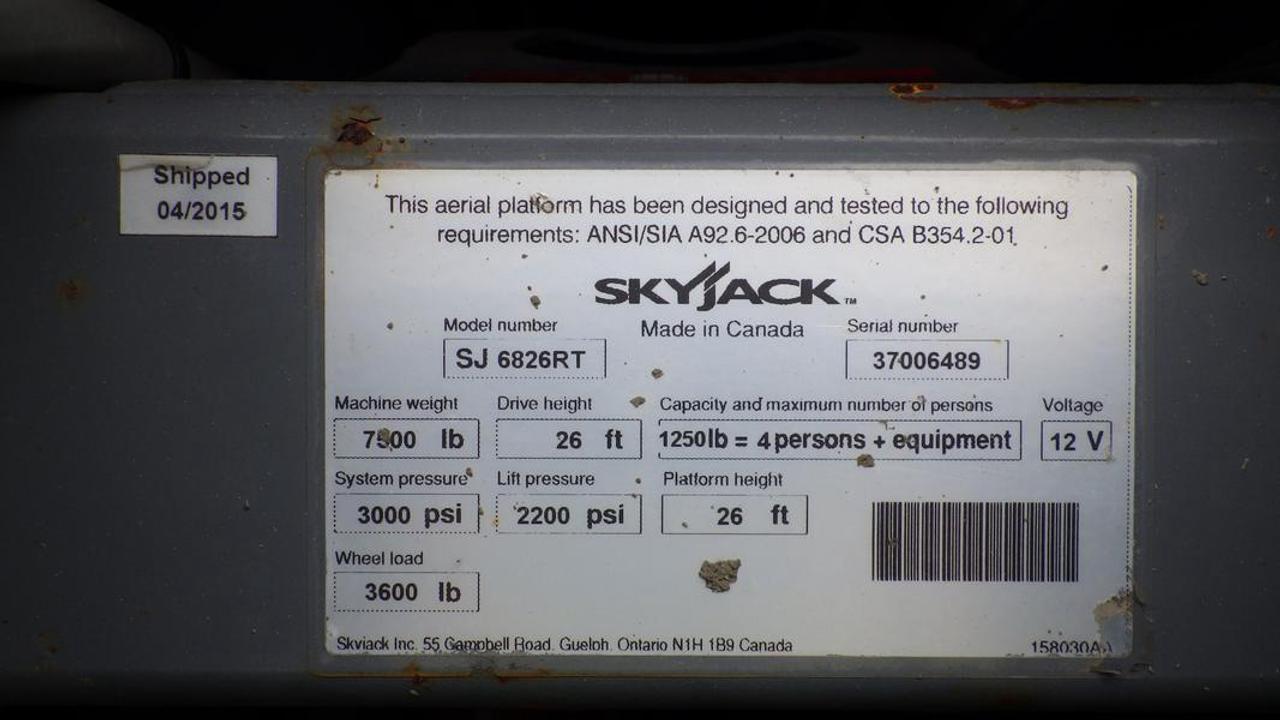 Shipped
04/2015
This aerial platform has been designed and tested to the following
requirements: ANSI/SIA A92.6-2006 and CSA B354.2-01.
SKYJACK™
Model number Made in Canada Serial number
SJ 6826RT 37006489
Machine weight Drive height Capacity and maximum number of persons Voltage
7500 lb 26 ft 1250lb = 4persons + equipment 12 V
System pressure Lift pressure Platform height
3000 psi 2200 psi 26 ft
Wheel load
3600 lb
Skyjack Inc. 55 Campbell Road. Guelph. Ontario N1H 1B9 Canada 158030AA